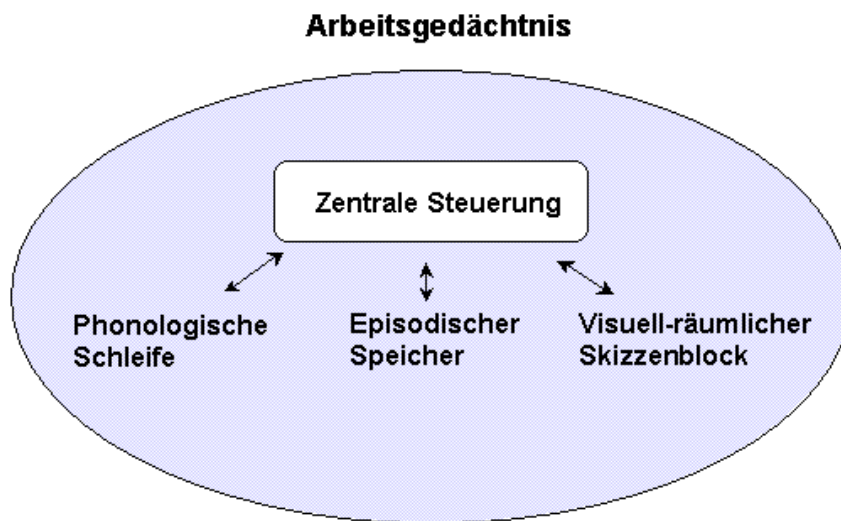 Arbeitsgedächtnis
Zentrale Steuerung
Phonologische
Schleife
Episodischer
Speicher
Visuell-räumlicher
Skizzenblock